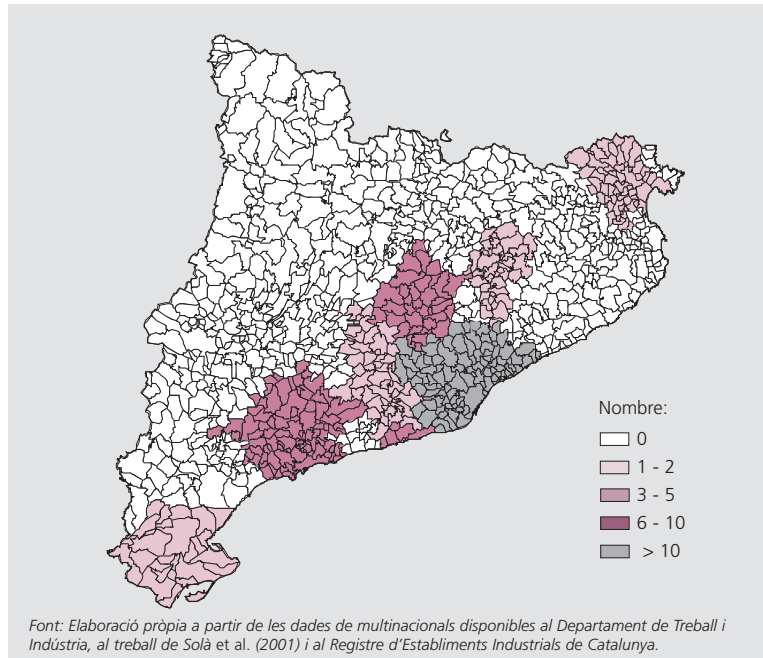 Nombre:
0
1 - 2
3 - 5
6 - 10
> 10
Font: Elaboració pròpia a partir de les dades de multinacionals disponibles al Departament de Treball i
Indústria, al treball de Solà et al. (2001) i al Registre d'Establiments Industrials de Catalunya.